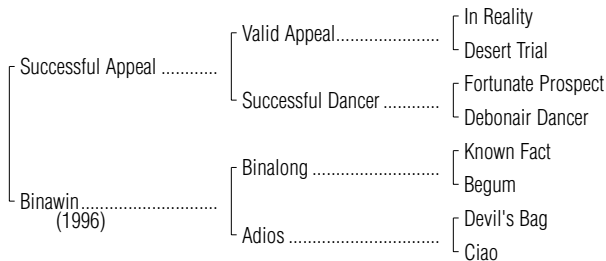 In Reality
Valid Appeal....................
Desert Trial
Successful Appeal ............
Fortunate Prospect
Successful Dancer ............
Debonair Dancer
Known Fact
Binalong ........................
Begum
Binawin............................
(1996)
Devil's Bag
Adios ..............................
Ciao